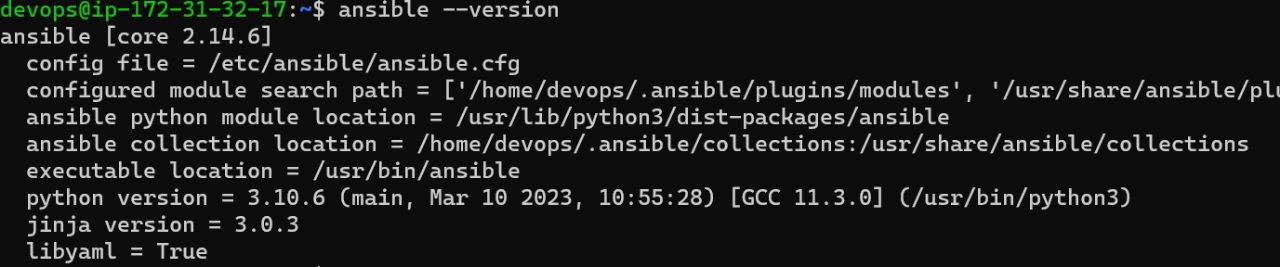 devops@ip-172-31-32-17:~$ ansible --version
ansible [core 2.14.6]
  config file = /etc/ansible/ansible.cfg
  configured module search path = ['/home/devops/.ansible/plugins/modules', '/usr/share/ansible/plu
  ansible python module location = /usr/lib/python3/dist-packages/ansible
  ansible collection location = /home/devops/.ansible/collections:/usr/share/ansible/collections
  executable location = /usr/bin/ansible
  python version = 3.10.6 (main, Mar 10 2023, 10:55:28) [GCC 11.3.0] (/usr/bin/python3)
  jinja version = 3.0.3
  libyaml = True